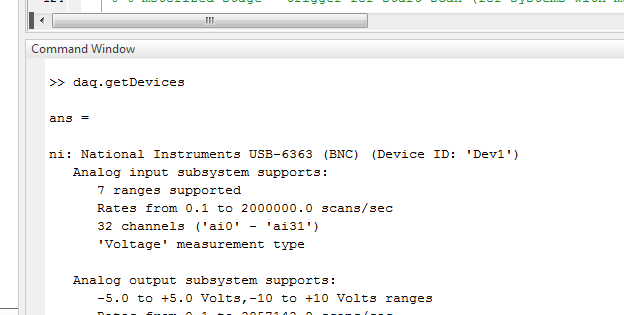 Command Window
>> daq.getDevices
ans =
ni: National Instruments USB-6363 (BNC) (Device ID: 'Dev1')
Analog input subsystem supports:
7 ranges supported
Rates from 0.1 to 2000000.0 scans/sec
32 channels ('ai0' - 'ai31')
'Voltage' measurement type
Analog output subsystem supports:
-5.0 to +5.0 Volts,-10 to +10 Volts ranges